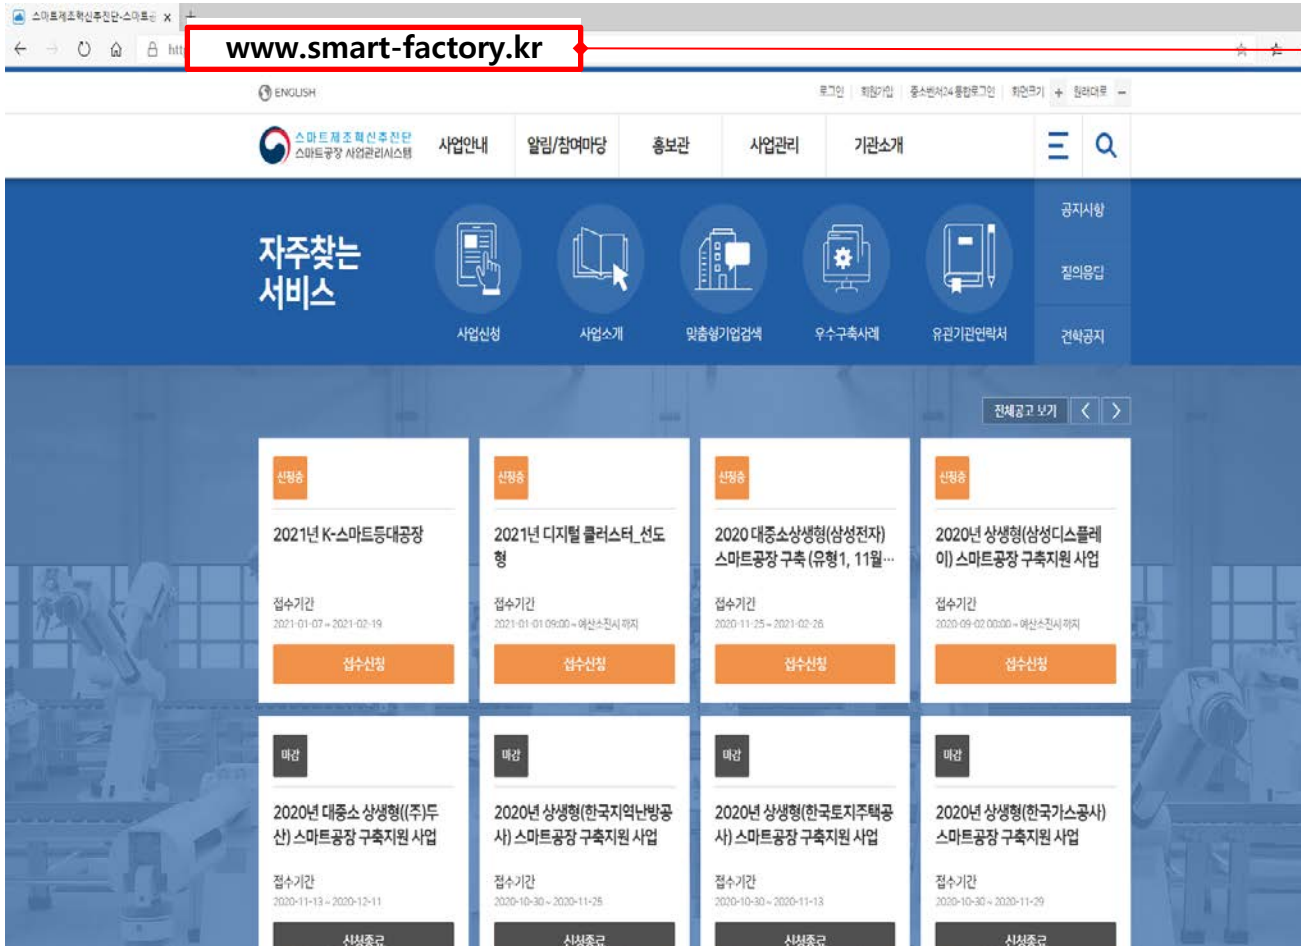 스마트제조혁신추진단-스마트공
www.smart-factory.kr
ENGLISH
로그인 회원가입 중소벤처24통합로그인 화면크기 + 원래대로 -
스마트제조혁신추진단
스마트공장 사업관리시스템
사업안내 알림/참여마당 홍보관 사업관리 기관소개
자주찾는
서비스
사업신청 사업소개 맞춤형기업검색 우수구축사례 유관기관연락처
공지사항
질의응답
견학공지
전체공고 보기
신청중
2021년 K-스마트등대공장
접수기간
2021-01-07 ~ 2021-02-19
접수신청
신청중
2021년 디지털 클러스터_선도
형
접수기간
2021-01-01 09:00 ~ 예산소진시 까지
접수신청
신청중
2020 대중소상생형(삼성전자)
스마트공장 구축 (유형1, 11월…
접수기간
2020-11-25 ~ 2021-02-26
접수신청
신청중
2020년 상생형(삼성디스플레
이) 스마트공장 구축지원 사업
접수기간
2020-09-02 00:00 ~ 예산소진시 까지
접수신청
마감
2020년 대중소 상생형((주)두
산) 스마트공장 구축지원 사업
접수기간
2020-11-13 ~ 2020-12-11
신청종료
마감
2020년 상생형(한국지역난방공
사) 스마트공장 구축지원 사업
접수기간
2020-10-30 ~ 2020-11-25
신청종료
마감
2020년 상생형(한국토지주택공
사) 스마트공장 구축지원 사업
접수기간
2020-10-30 ~ 2020-11-13
신청종료
마감
2020년 상생형(한국가스공사)
스마트공장 구축지원 사업
접수기간
2020-10-30 ~ 2020-11-29
신청종료